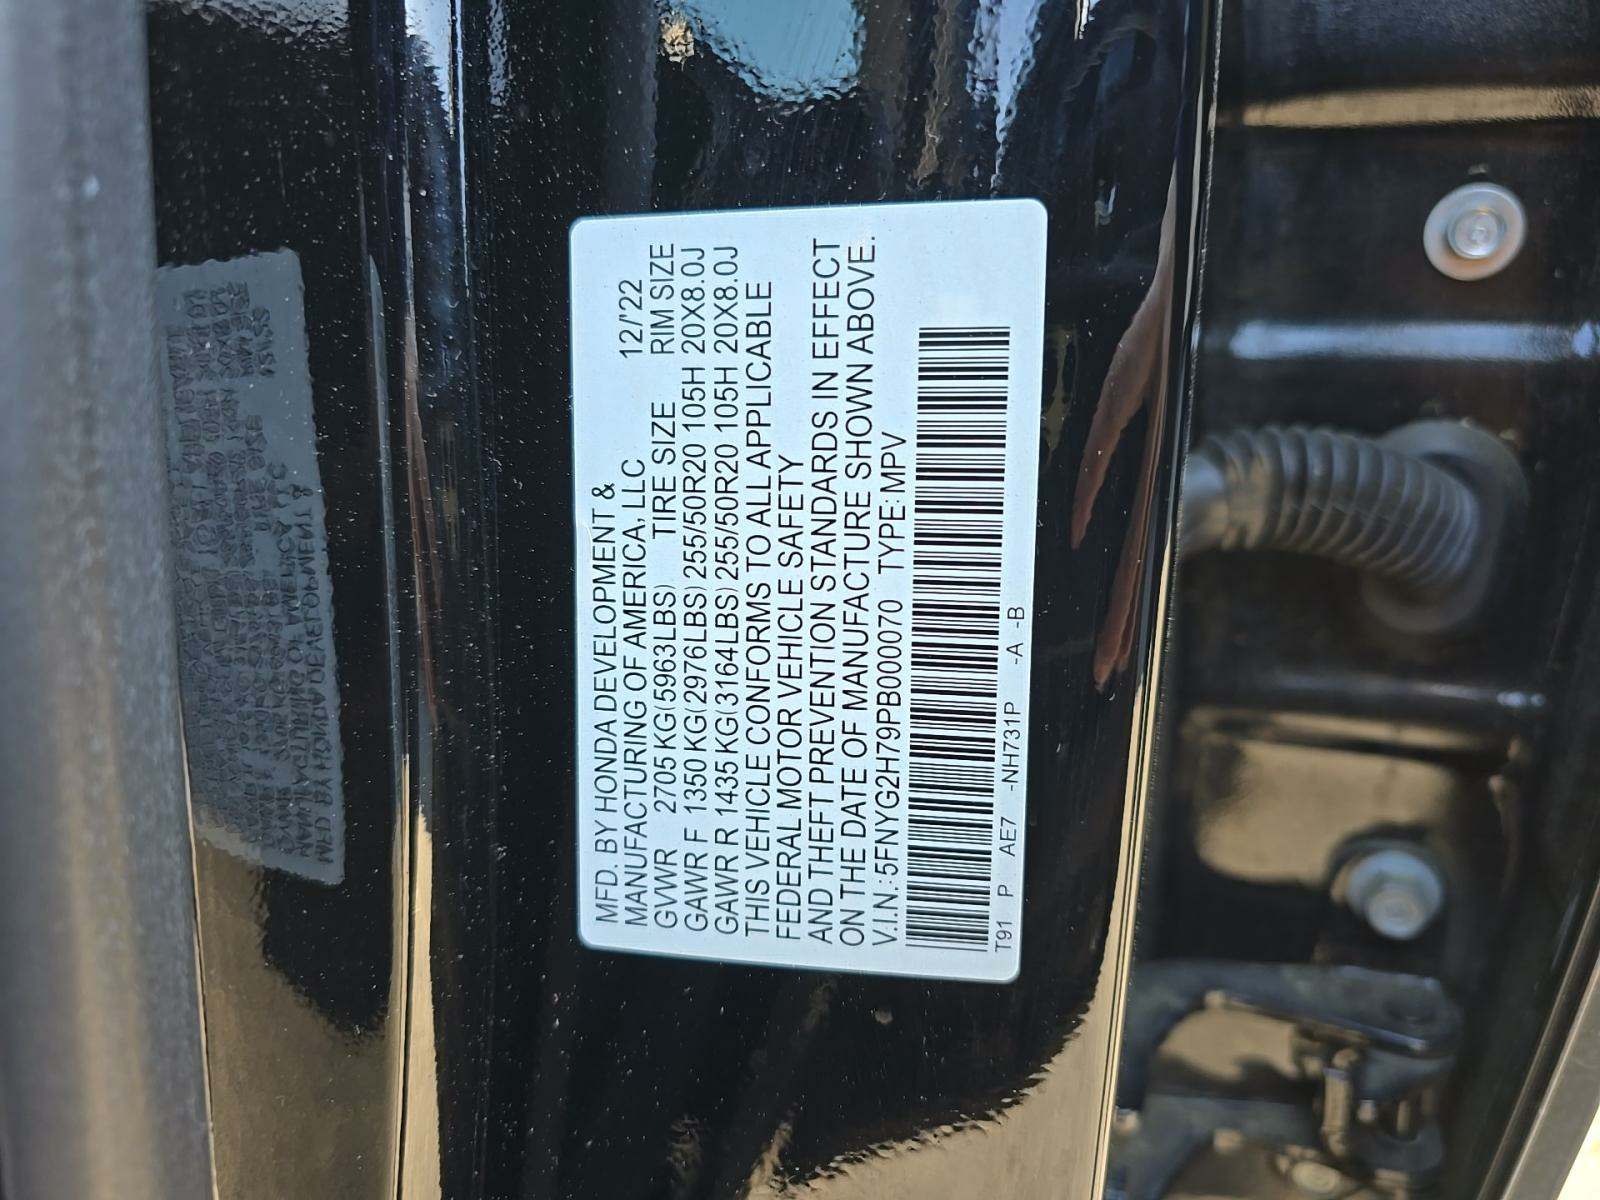 MFD. BY HONDA DEVELOPMENT &
MANUFACTURING OF AMERICA, LLC 12/'22
GVWR 2705 KG(5963LBS) TIRE SIZE RIM SIZE
GAWR F 1350 KG(2976LBS) 255/50R20 105H 20X8.0J
GAWR R 1435 KG(3164LBS) 255/50R20 105H 20X8.0J
THIS VEHICLE CONFORMS TO ALL APPLICABLE
FEDERAL MOTOR VEHICLE SAFETY
AND THEFT PREVENTION STANDARDS IN EFFECT
ON THE DATE OF MANUFACTURE SHOWN ABOVE.
V.I.N.: 5FNYG2H79PB000070 TYPE: MPV
T91 P AE7 -NH731P -A -B